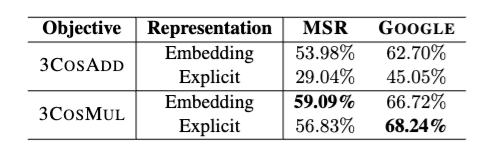 Objective Representation MSR GOOGLE
3COSADD Embedding 53.98% 62.70%
Explicit 29.04% 45.05%
3COSMUL Embedding 59.09% 66.72%
Explicit 56.83% 68.24%